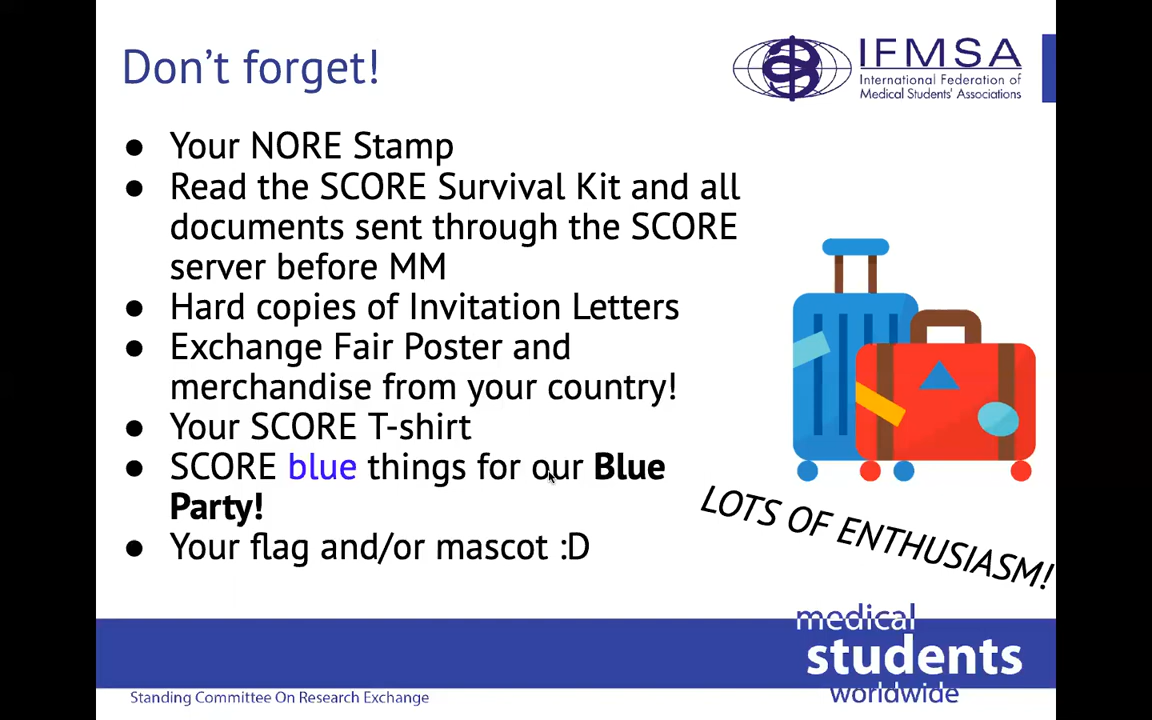 Don't forget!
IFMSA
International Federation of
Medical Students' Associations
● Your NORE Stamp
● Read the SCORE Survival Kit and all
documents sent through the SCORE
server before MM
● Hard copies of Invitation Letters
● Exchange Fair Poster and
merchandise from your country!
● Your SCORE T-shirt
● SCORE blue things for our Blue
Party!
● Your flag and/or mascot :D
LOTS OF ENTHUSIASM!
medical
students
worldwide
Standing Committee On Research Exchange